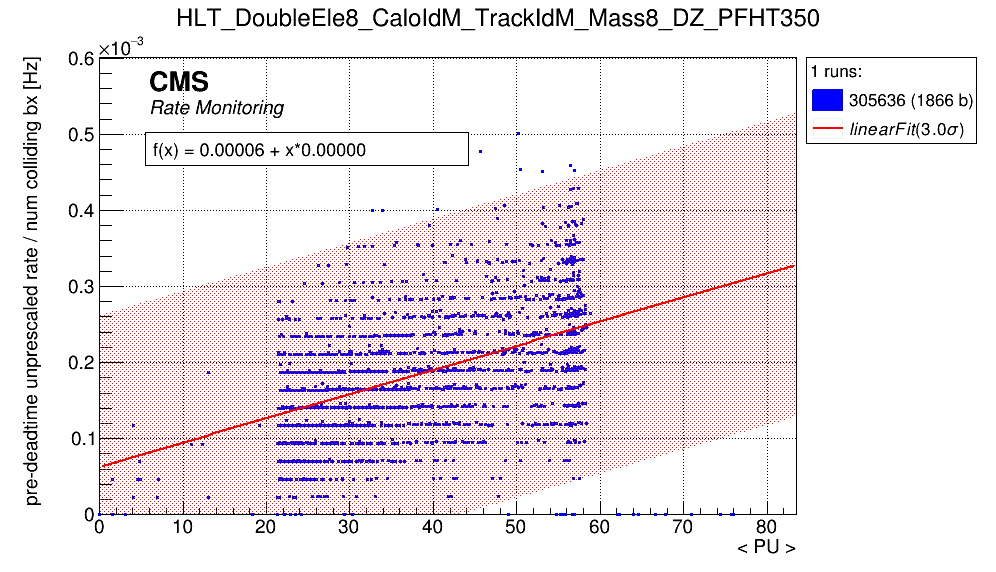 HLT_DoubleEle8_CaloIdM_TrackIdM_Mass8_DZ_PFHT350
×10⁻³
pre-deadtime unprescaled rate / num colliding bx [Hz]
0.6
0.5
0.4
0.3
0.2
0.1
0
CMS
Rate Monitoring
f(x) = 0.00006 + x*0.00000
1 runs:
305636 (1866 b)
linearFit(3.0σ)
0 10 20 30 40 50 60 70 80
< PU >